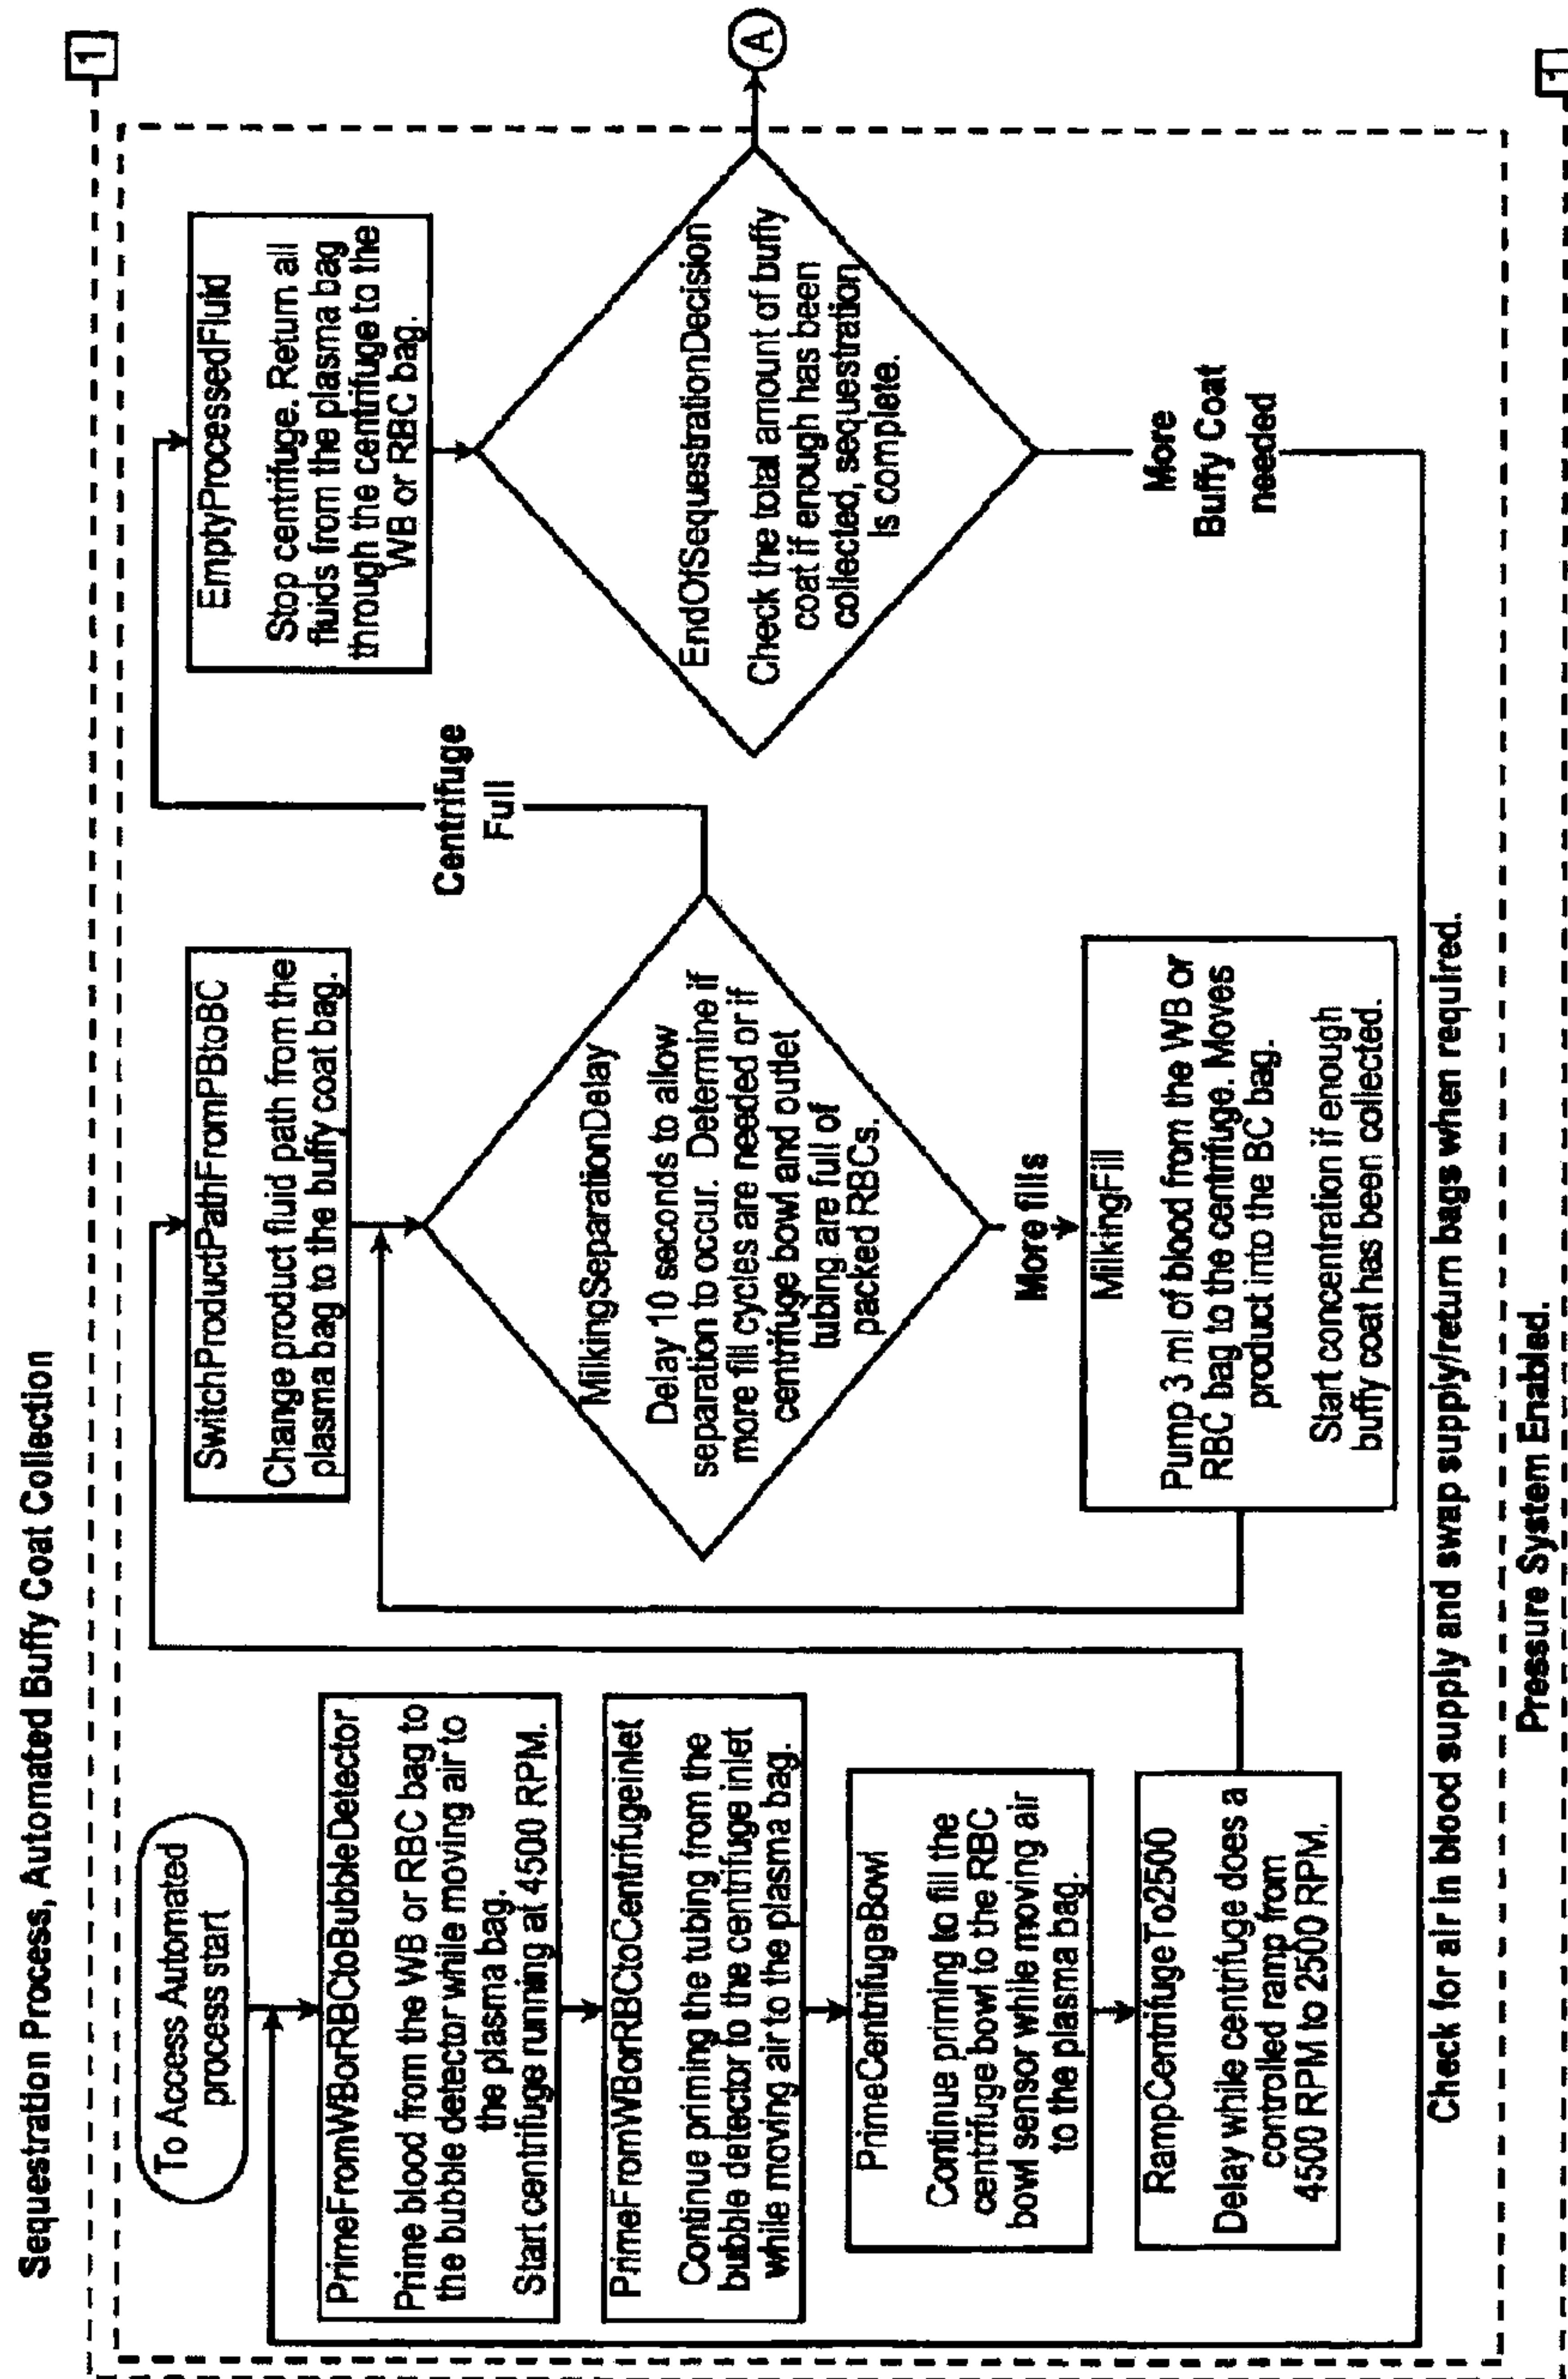 Sequestration Process, Automated Buffy Coat Collection
1
To Access Automated
process start
PrimeFromWBorRBCtoBubbleDetector
Prime blood from the WB or RBC bag to
the bubble detector while moving air to
the plasma bag.
Start centrifuge running at 4500 RPM.
PrimeFromWBorRBCtoCentrifugeinlet
Continue priming the tubing from the
bubble detector to the centrifuge inlet
while moving air to the plasma bag.
PrimeCentrifugeBowl
Continue priming to fill the
centrifuge bowl to the RBC
bowl sensor while moving air
to the plasma bag.
RampCentrifugeTo2500
Delay while centrifuge does a
controlled ramp from
4500 RPM to 2500 RPM.
SwitchProductPathFromPBtoBC
Change product fluid path from the
plasma bag to the buffy coat bag.
MilkingSeparationDelay
Delay 10 seconds to allow
separation to occur. Determine if
more fill cycles are needed or if
centrifuge bowl and outlet
tubing are full of
packed RBCs.
More fills
MilkingFill
Pump 3 ml of blood from the WB or
RBC bag to the centrifuge. Moves
product into the BC bag.
Start concentration if enough
buffy coat has been collected.
Centrifuge
Full
EmptyProcessedFluid
Stop centrifuge. Return all
fluids from the plasma bag
through the centrifuge to the
WB or RBC bag.
EndOfSequestrationDecision
Check the total amount of buffy
coat if enough has been
collected, sequestration
is complete.
More
Buffy Coat
needed
A
Check for air in blood supply and swap supply/return bags when required.
Pressure System Enabled.
1